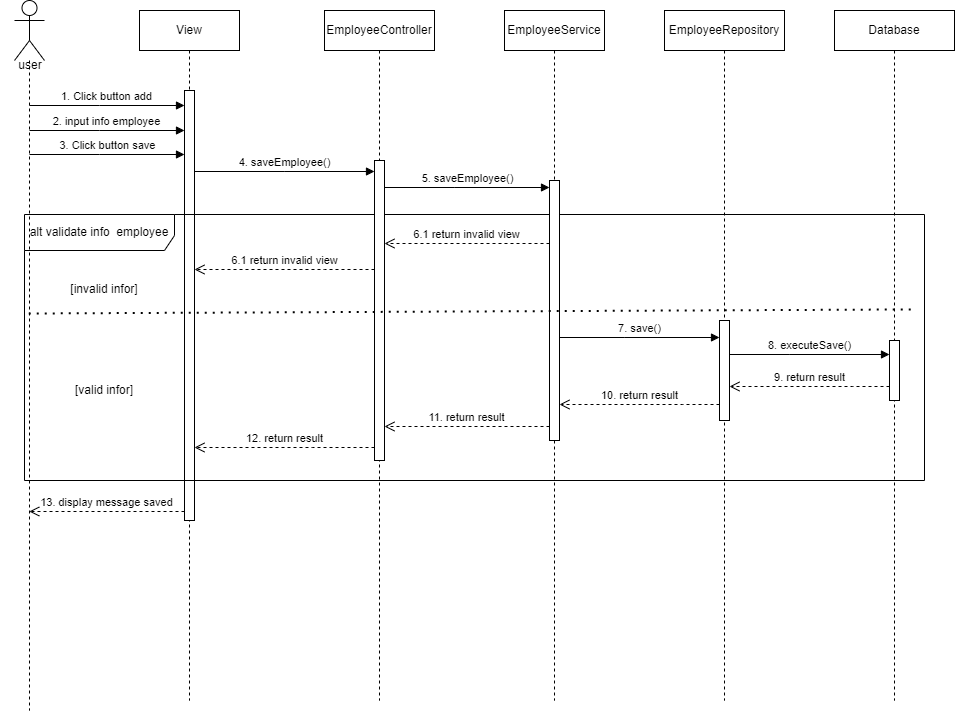 View
EmployeeController
EmployeeService
EmployeeRepository
Database
user
1. Click button add
2. input info employee
3. Click button save
4. saveEmployee()
5. saveEmployee()
alt validate info employee
6.1 return invalid view
6.1 return invalid view
[invalid infor]
7. save()
8. executeSave()
9. return result
[valid infor]
10. return result
11. return result
12. return result
13. display message saved